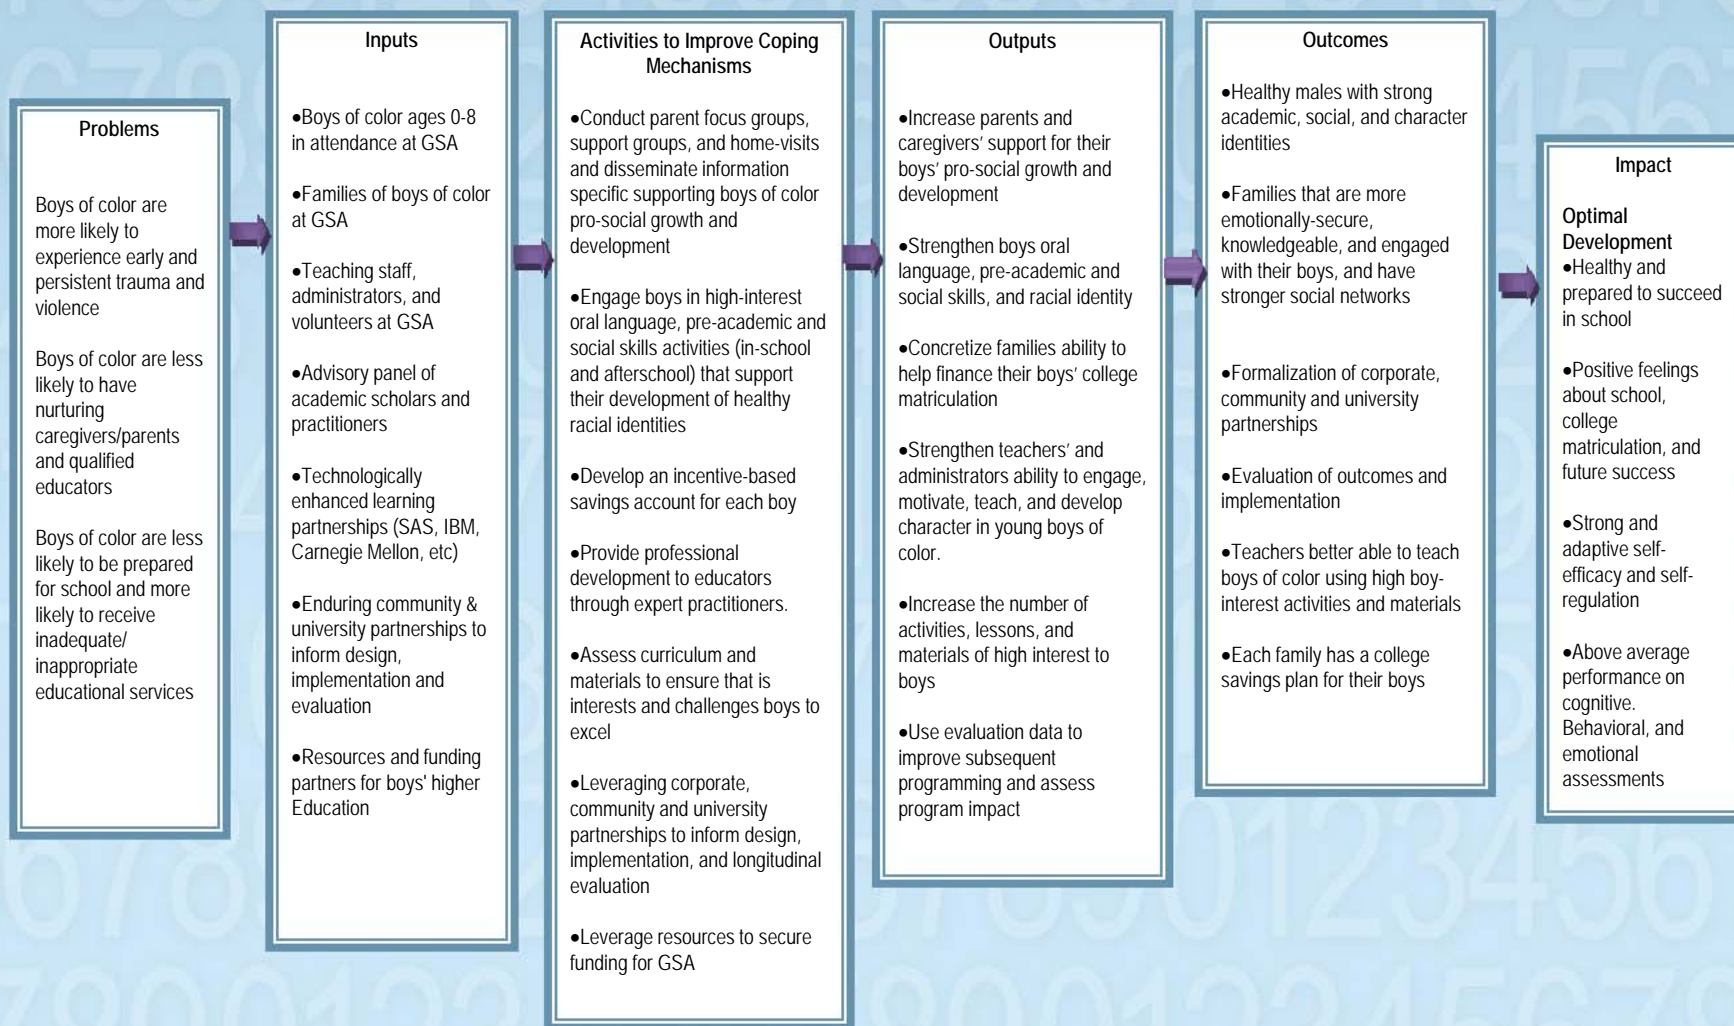 Problems
Boys of color are
more likely to
experience early and
persistent trauma and
violence
Boys of color are less
likely to have
nurturing
caregivers/parents
and qualified
educators
Boys of color are less
likely to be prepared
for school and more
likely to receive
inadequate/
inappropriate
educational services
Inputs
•Boys of color ages 0-8
in attendance at GSA
•Families of boys of color
at GSA
•Teaching staff,
administrators, and
volunteers at GSA
•Advisory panel of
academic scholars and
practitioners
•Technologically
enhanced learning
partnerships (SAS, IBM,
Carnegie Mellon, etc)
•Enduring community &
university partnerships to
inform design,
implementation and
evaluation
•Resources and funding
partners for boys' higher
Education
Activities to Improve Coping
Mechanisms
•Conduct parent focus groups,
support groups, and home-visits
and disseminate information
specific supporting boys of color
pro-social growth and
development
•Engage boys in high-interest
oral language, pre-academic and
social skills activities (in-school
and afterschool) that support
their development of healthy
racial identities
•Develop an incentive-based
savings account for each boy
•Provide professional
development to educators
through expert practitioners.
•Assess curriculum and
materials to ensure that is
interests and challenges boys to
excel
•Leveraging corporate,
community and university
partnerships to inform design,
implementation, and longitudinal
evaluation
•Leverage resources to secure
funding for GSA
Outputs
•Increase parents and
caregivers' support for their
boys' pro-social growth and
development
•Strengthen boys oral
language, pre-academic and
social skills, and racial identity
•Concretize families ability to
help finance their boys' college
matriculation
•Strengthen teachers' and
administrators ability to engage,
motivate, teach, and develop
character in young boys of
color.
•Increase the number of
activities, lessons, and
materials of high interest to
boys
•Use evaluation data to
improve subsequent
programming and assess
program impact
Outcomes
•Healthy males with strong
academic, social, and character
identities
•Families that are more
emotionally-secure,
knowledgeable, and engaged
with their boys, and have
stronger social networks
•Formalization of corporate,
community and university
partnerships
•Evaluation of outcomes and
implementation
•Teachers better able to teach
boys of color using high boy-
interest activities and materials
•Each family has a college
savings plan for their boys
Impact
Optimal
Development
•Healthy and
prepared to succeed
in school
•Positive feelings
about school,
college
matriculation, and
future success
•Strong and
adaptive self-
efficacy and self-
regulation
•Above average
performance on
cognitive.
Behavioral, and
emotional
assessments